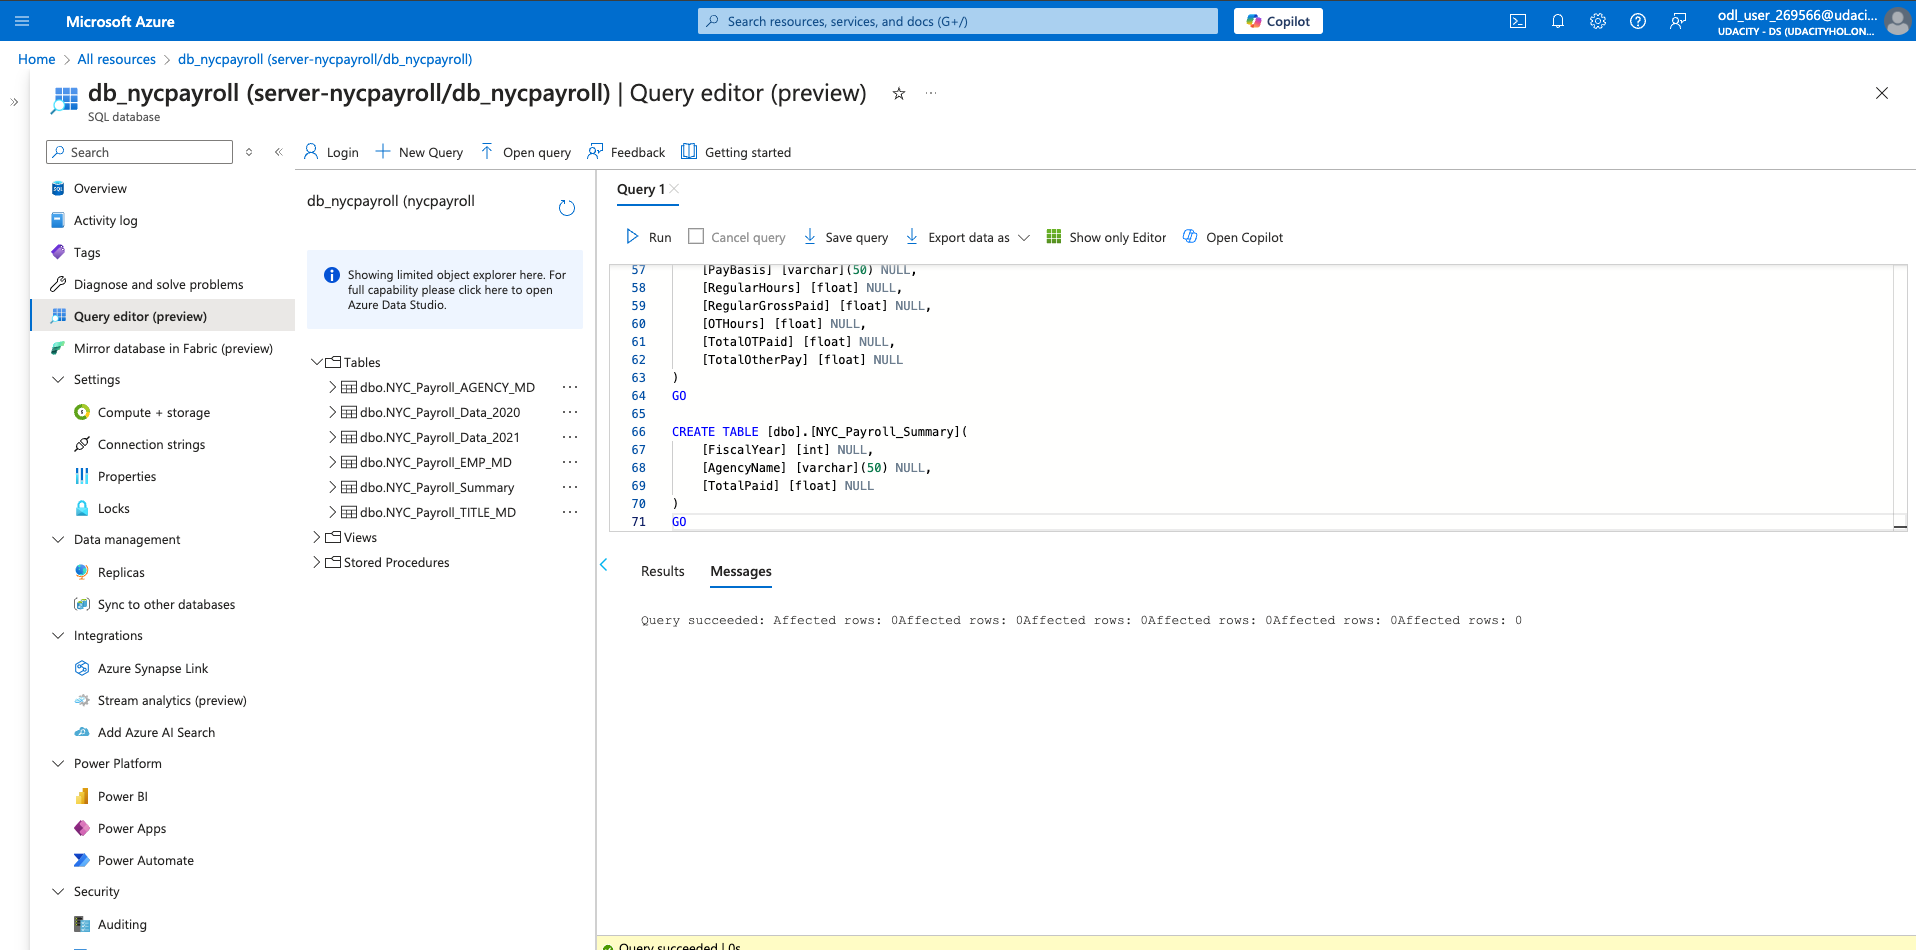 Microsoft Azure
Search resources, services, and docs (G+/)
Copilot
odl_user_269566@udaci...
UDACITY - DS (UDACITYHOL.ON...
Home > All resources > db_nycpayroll (server-nycpayroll/db_nycpayroll)
db_nycpayroll (server-nycpayroll/db_nycpayroll) | Query editor (preview)
SQL database
Search
Overview
Activity log
Tags
Diagnose and solve problems
Query editor (preview)
Mirror database in Fabric (preview)
Settings
Compute + storage
Connection strings
Properties
Locks
Data management
Replicas
Sync to other databases
Integrations
Azure Synapse Link
Stream analytics (preview)
Add Azure AI Search
Power Platform
Power BI
Power Apps
Power Automate
Security
Auditing
Login
New Query
Open query
Feedback
Getting started
db_nycpayroll (nycpayroll
Showing limited object explorer here. For
full capability please click here to open
Azure Data Studio.
Tables
dbo.NYC_Payroll_AGENCY_MD
dbo.NYC_Payroll_Data_2020
dbo.NYC_Payroll_Data_2021
dbo.NYC_Payroll_EMP_MD
dbo.NYC_Payroll_Summary
dbo.NYC_Payroll_TITLE_MD
Views
Stored Procedures
Query 1
Run
Cancel query
Save query
Export data as
Show only Editor
Open Copilot
57 [PayBasis] [varchar](50) NULL,
58 [RegularHours] [float] NULL,
59 [RegularGrossPaid] [float] NULL,
60 [OTHours] [float] NULL,
61 [TotalOTPaid] [float] NULL,
62 [TotalOtherPay] [float] NULL
63 )
64 GO
65
66 CREATE TABLE [dbo].[NYC_Payroll_Summary](
67 [FiscalYear] [int] NULL,
68 [AgencyName] [varchar](50) NULL,
69 [TotalPaid] [float] NULL
70 )
71 GO
Results
Messages
Query succeeded: Affected rows: 0Affected rows: 0Affected rows: 0Affected rows: 0Affected rows: 0Affected rows: 0
Query succeeded | 0s